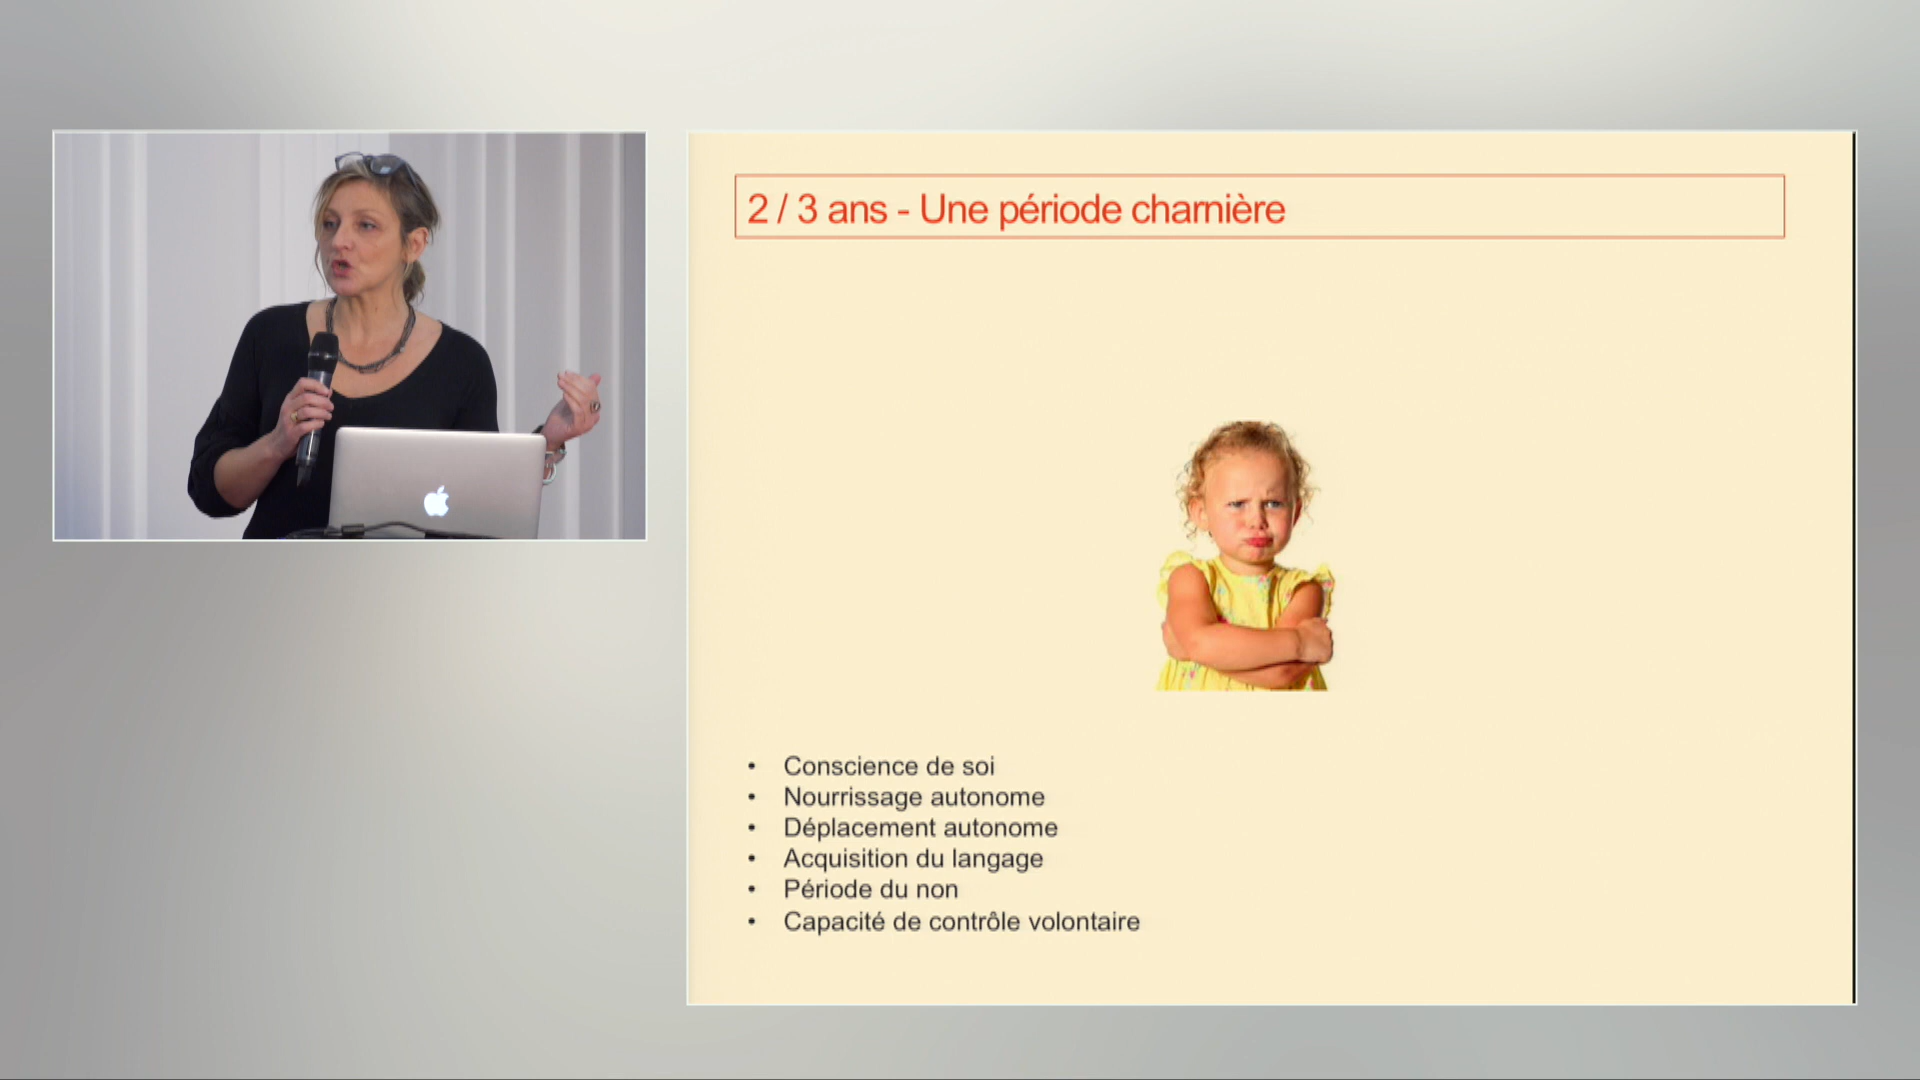 2 / 3 ans - Une période charnière
• Conscience de soi
• Nourrissage autonome
• Déplacement autonome
• Acquisition du langage
• Période du non
• Capacité de contrôle volontaire